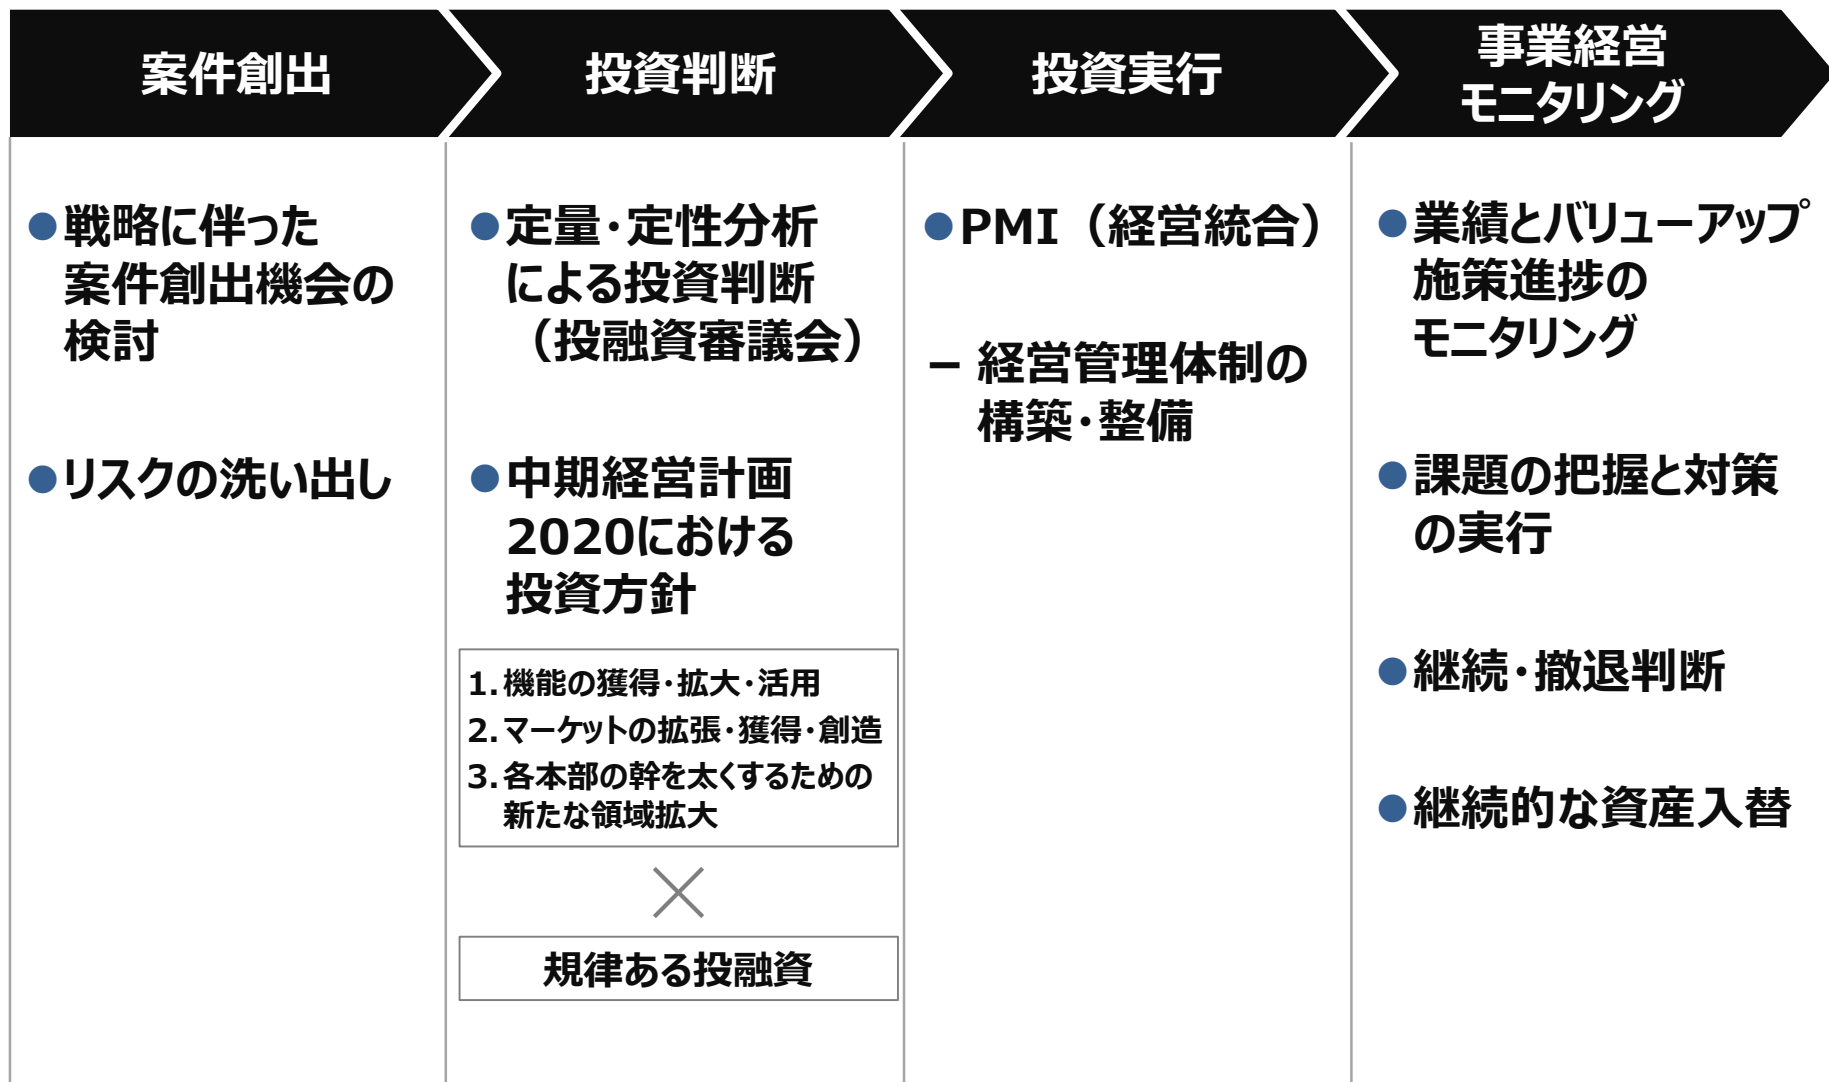 案件創出
投資判断
投資実行
事業経営
モニタリング
●戦略に伴った
案件創出機会の
検討
●リスクの洗い出し
●定量・定性分析
による投資判断
（投融資審議会）
●中期経営計画
2020における
投資方針
1.機能の獲得・拡大・活用
2.マーケットの拡張・獲得・創造
3.各本部の幹を太くするための
新たな領域拡大
×
規律ある投融資
●PMI（経営統合）
– 経営管理体制の
構築・整備
●業績とバリューアップ
施策進捗の
モニタリング
●課題の把握と対策
の実行
●継続・撤退判断
●継続的な資産入替